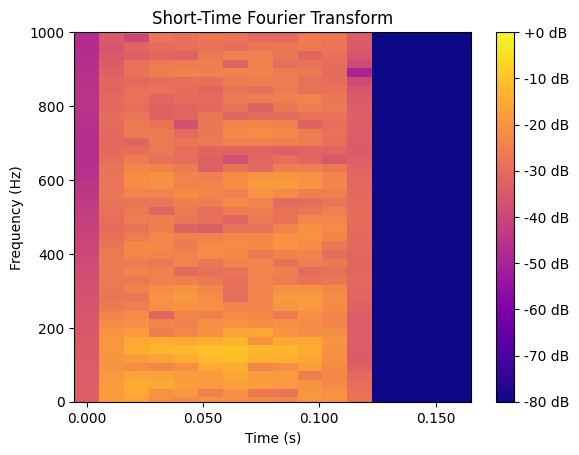 Short-Time Fourier Transform
1000
800
600
400
200
0
Frequency (Hz)
0.000
0.050
0.100
0.150
Time (s)
+0 dB
-10 dB
-20 dB
-30 dB
-40 dB
-50 dB
-60 dB
-70 dB
-80 dB